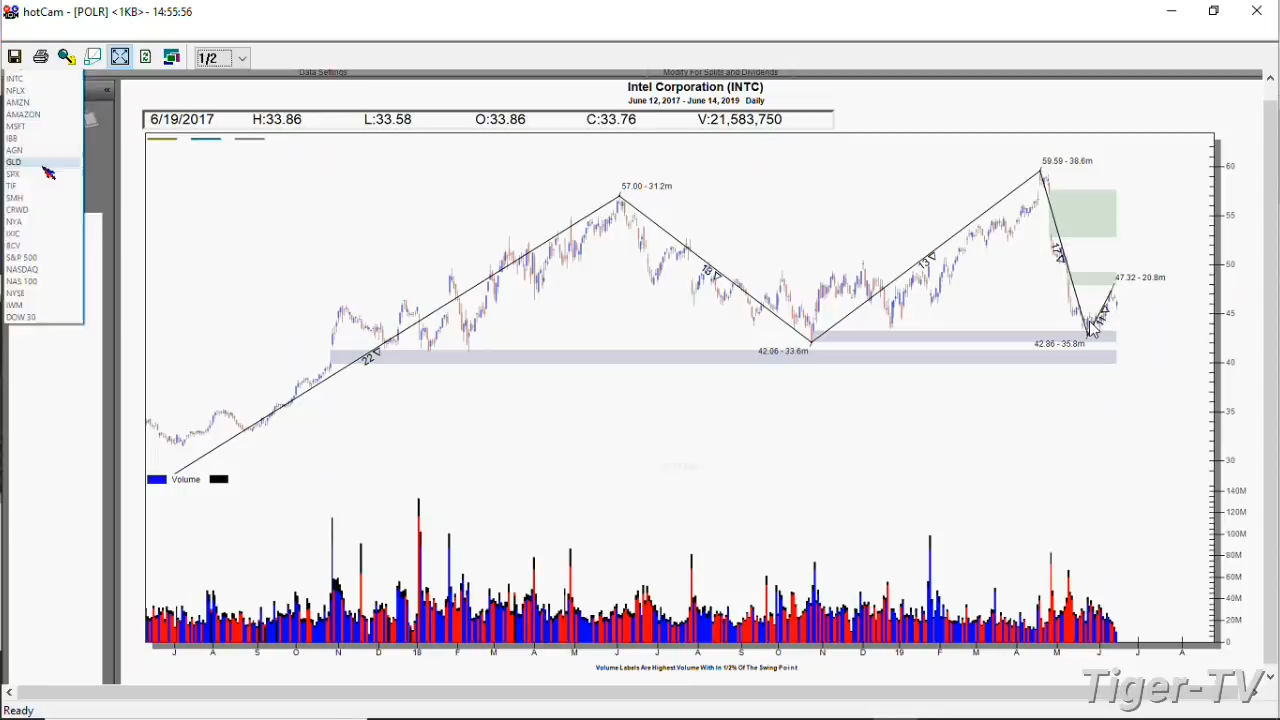 hotCam - [POLR] <1KB> - 14:55:56
1/2
Data Settings
Modify For Splits and Dividends
INTC
NFLX
AMZN
AMAZON
MSFT
IBB
AGN
GLD
SPX
TIF
SMH
CRWD
NYA
IXIC
BCV
S&P 500
NASDAQ
NAS 100
NYSE
IWM
DOW 30
Intel Corporation (INTC)
June 12, 2017 - June 14, 2019 Daily
6/19/2017 H:33.86 L:33.58 O:33.86 C:33.76 V:21,583,750
59.59 - 38.6m
57.00 - 31.2m
47.32 - 20.8m
42.86 - 35.8m
42.06 - 33.6m
22
18
13
17
60
55
50
45
40
35
30
Volume
140M
120M
100M
80M
60M
40M
20M
0
J A S O N D 18 F M A M J J A S O N D 19 F M A M J J A
Volume Labels Are Highest Volume With In 1/2% Of The Swing Point
Tiger-TV
Ready